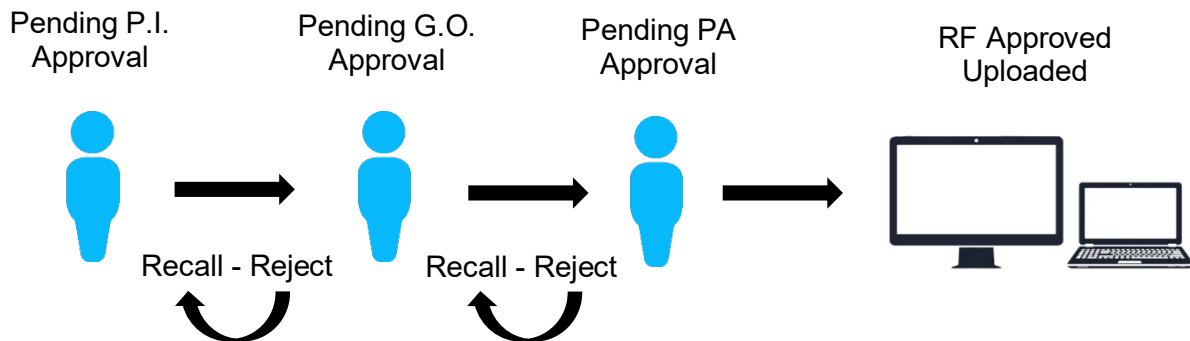 Pending P.I.
Approval
Pending G.O.
Approval
Pending PA
Approval
RF Approved
Uploaded
Recall - Reject
Recall - Reject